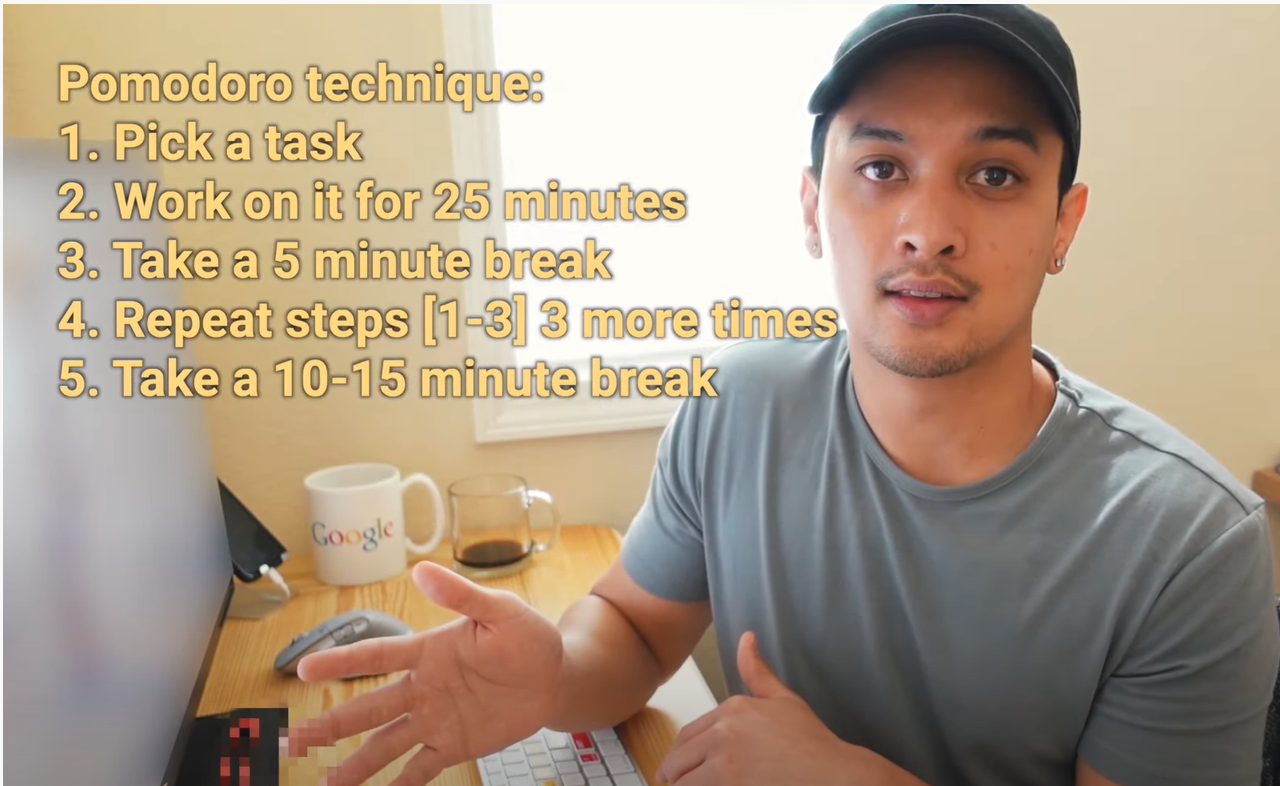 Pomodoro technique:
1. Pick a task
2. Work on it for 25 minutes
3. Take a 5 minute break
4. Repeat steps [1-3] 3 more times
5. Take a 10-15 minute break
Google